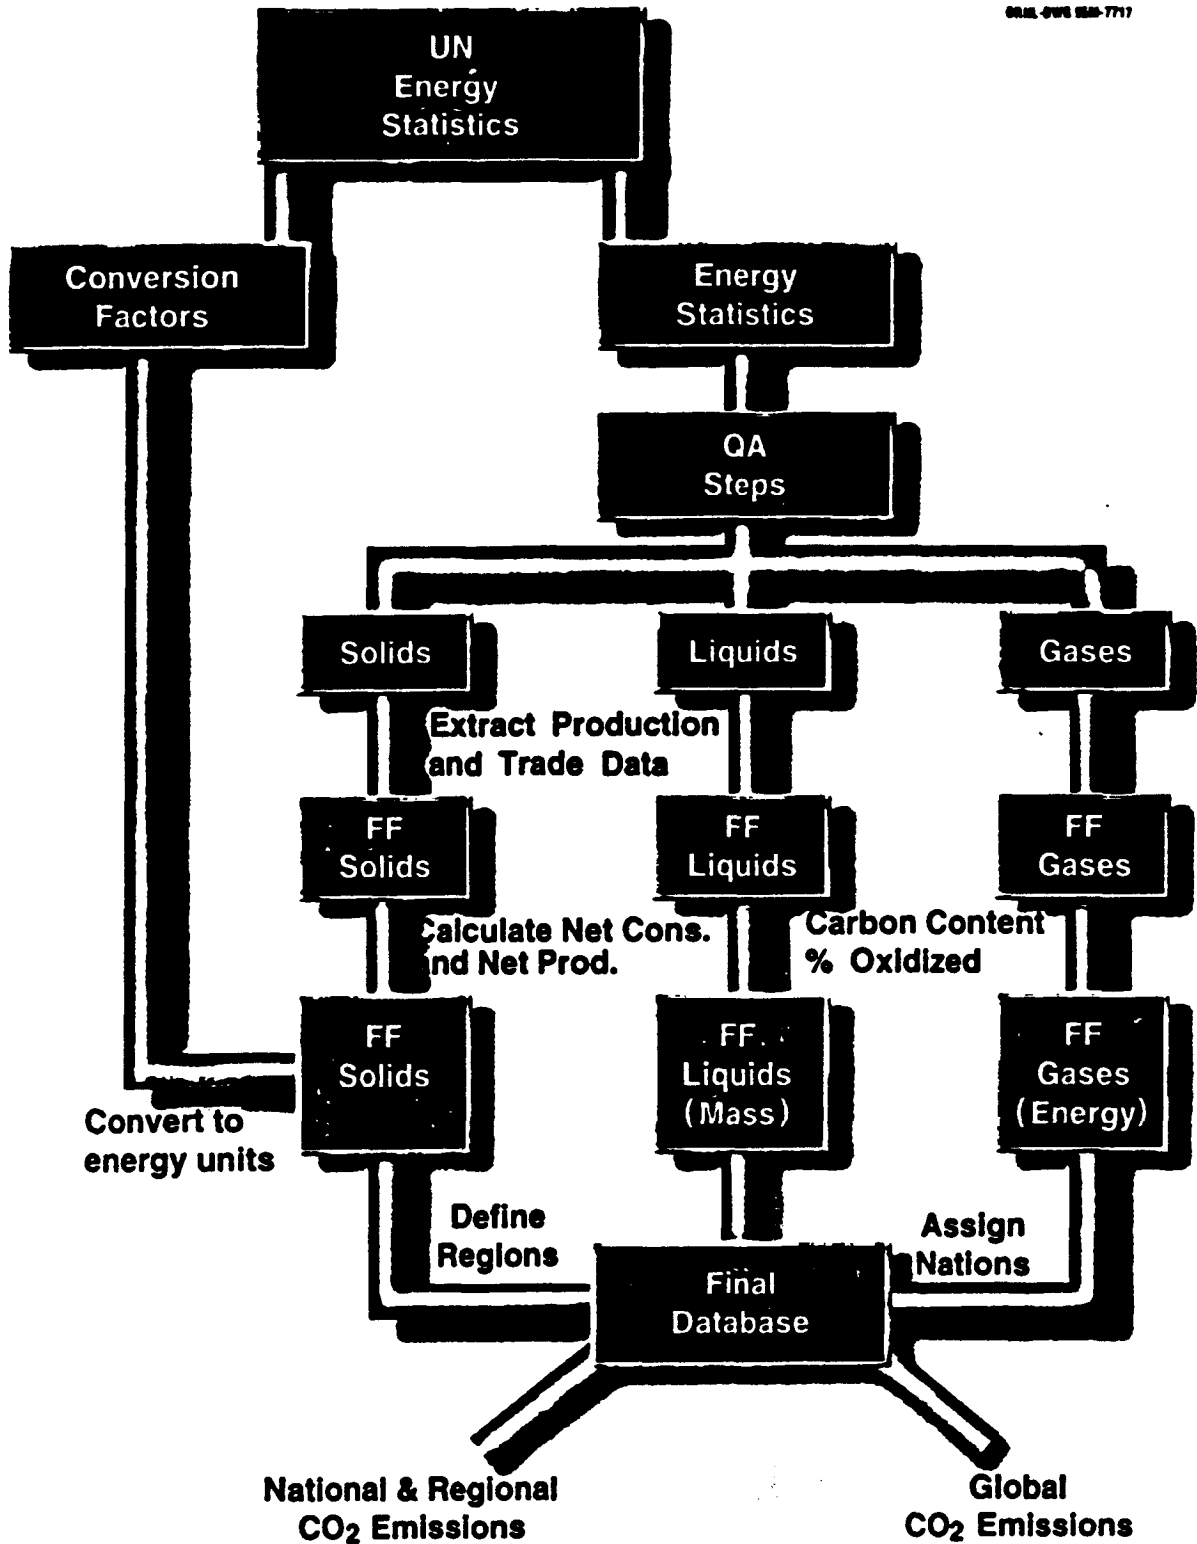 UN
Energy
Statistics
Conversion
Factors
Energy
Statistics
QA
Steps
Solids
Liquids
Gases
Extract Production
and Trade Data
FF
Solids
FF
Liquids
FF
Gases
Calculate Net Cons.
and Net Prod.
Carbon Content
% Oxidized
FF
Solids
FF
Liquids
(Mass)
FF
Gases
(Energy)
Convert to
energy units
Define
Regions
Assign
Nations
Final
Database
National & Regional
CO₂ Emissions
Global
CO₂ Emissions